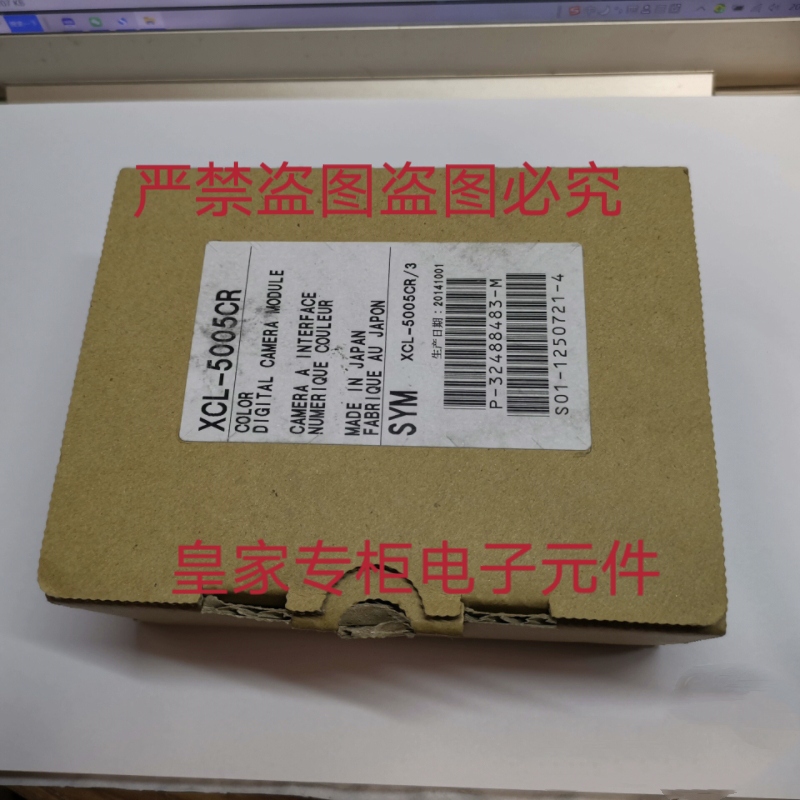 严禁盗图盗图必究
XCL-5005CR
COLOR
DIGITAL CAMERA MODULE
CAMERA A INTERFACE
NUMERIQUE COULEUR
MADE IN JAPAN
FABRIQUE AU JAPON
SYM XCL-5005CR/3
生产日期：20141001
P-32488483-M
S01-1250721-4
皇家专柜电子元件